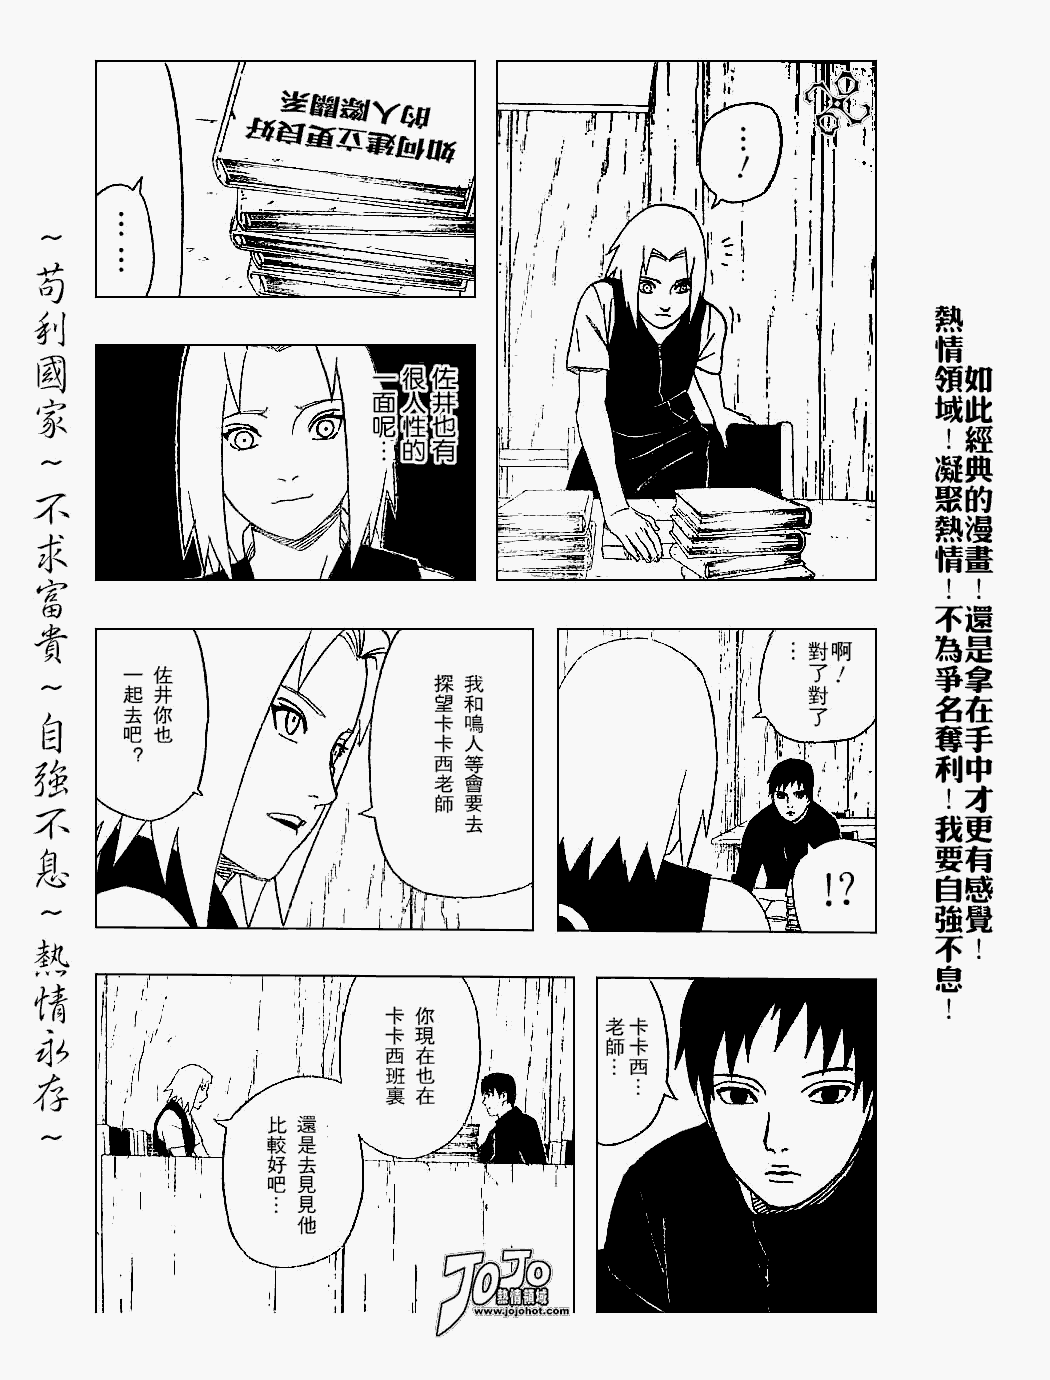 …！
如何建立更良好
的人際關系
……
佐井也有
很人性的
一面呢…
啊！
對了對了
…
!?
我和鳴人等會要去
探望卡卡西老師
佐井你也
一起去吧？
卡卡西…
老師…
你現在也在
卡卡西班裏
還是去見見他
比較好吧…
如此經典的漫畫！還是拿在手中才更有感覺！
熱情領域！凝聚熱情！不為爭名奪利！我要自強不息！
～苟利國家～不求富貴～自強不息～熱情永存～
JOJO
熱情領域
www.jojohot.com